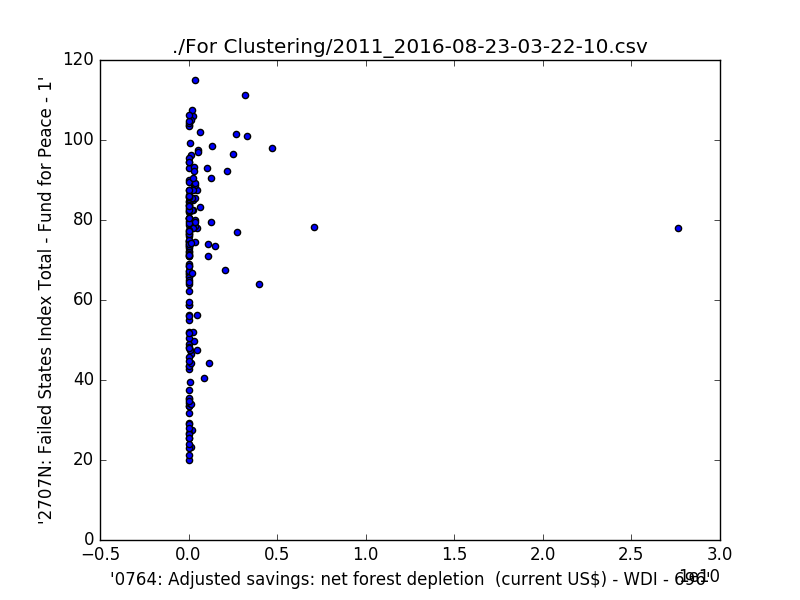 ./For Clustering/2011_2016-08-23-03-22-10.csv
120
100
80
60
40
20
0
'2707N: Failed States Index Total - Fund for Peace - 1'
−0.5 0.0 0.5 1.0 1.5 2.0 2.5 3.0
1e10
'0764: Adjusted savings: net forest depletion (current US$) - WDI - 696'